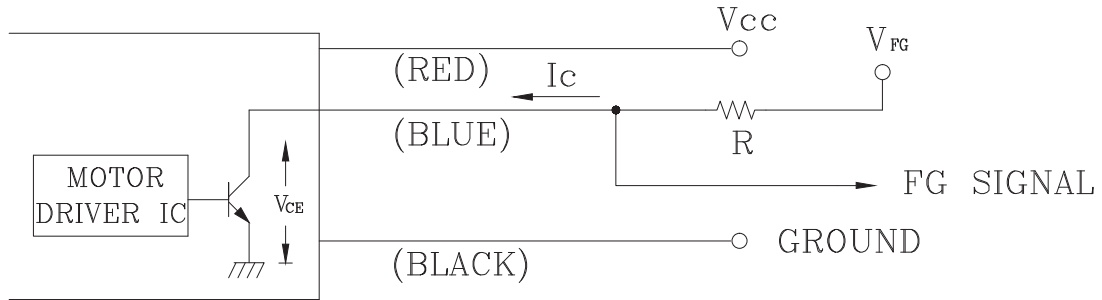 Vcc
VFG
(RED)
Ic
(BLUE)
R
MOTOR
DRIVER IC
VCE
FG SIGNAL
GROUND
(BLACK)